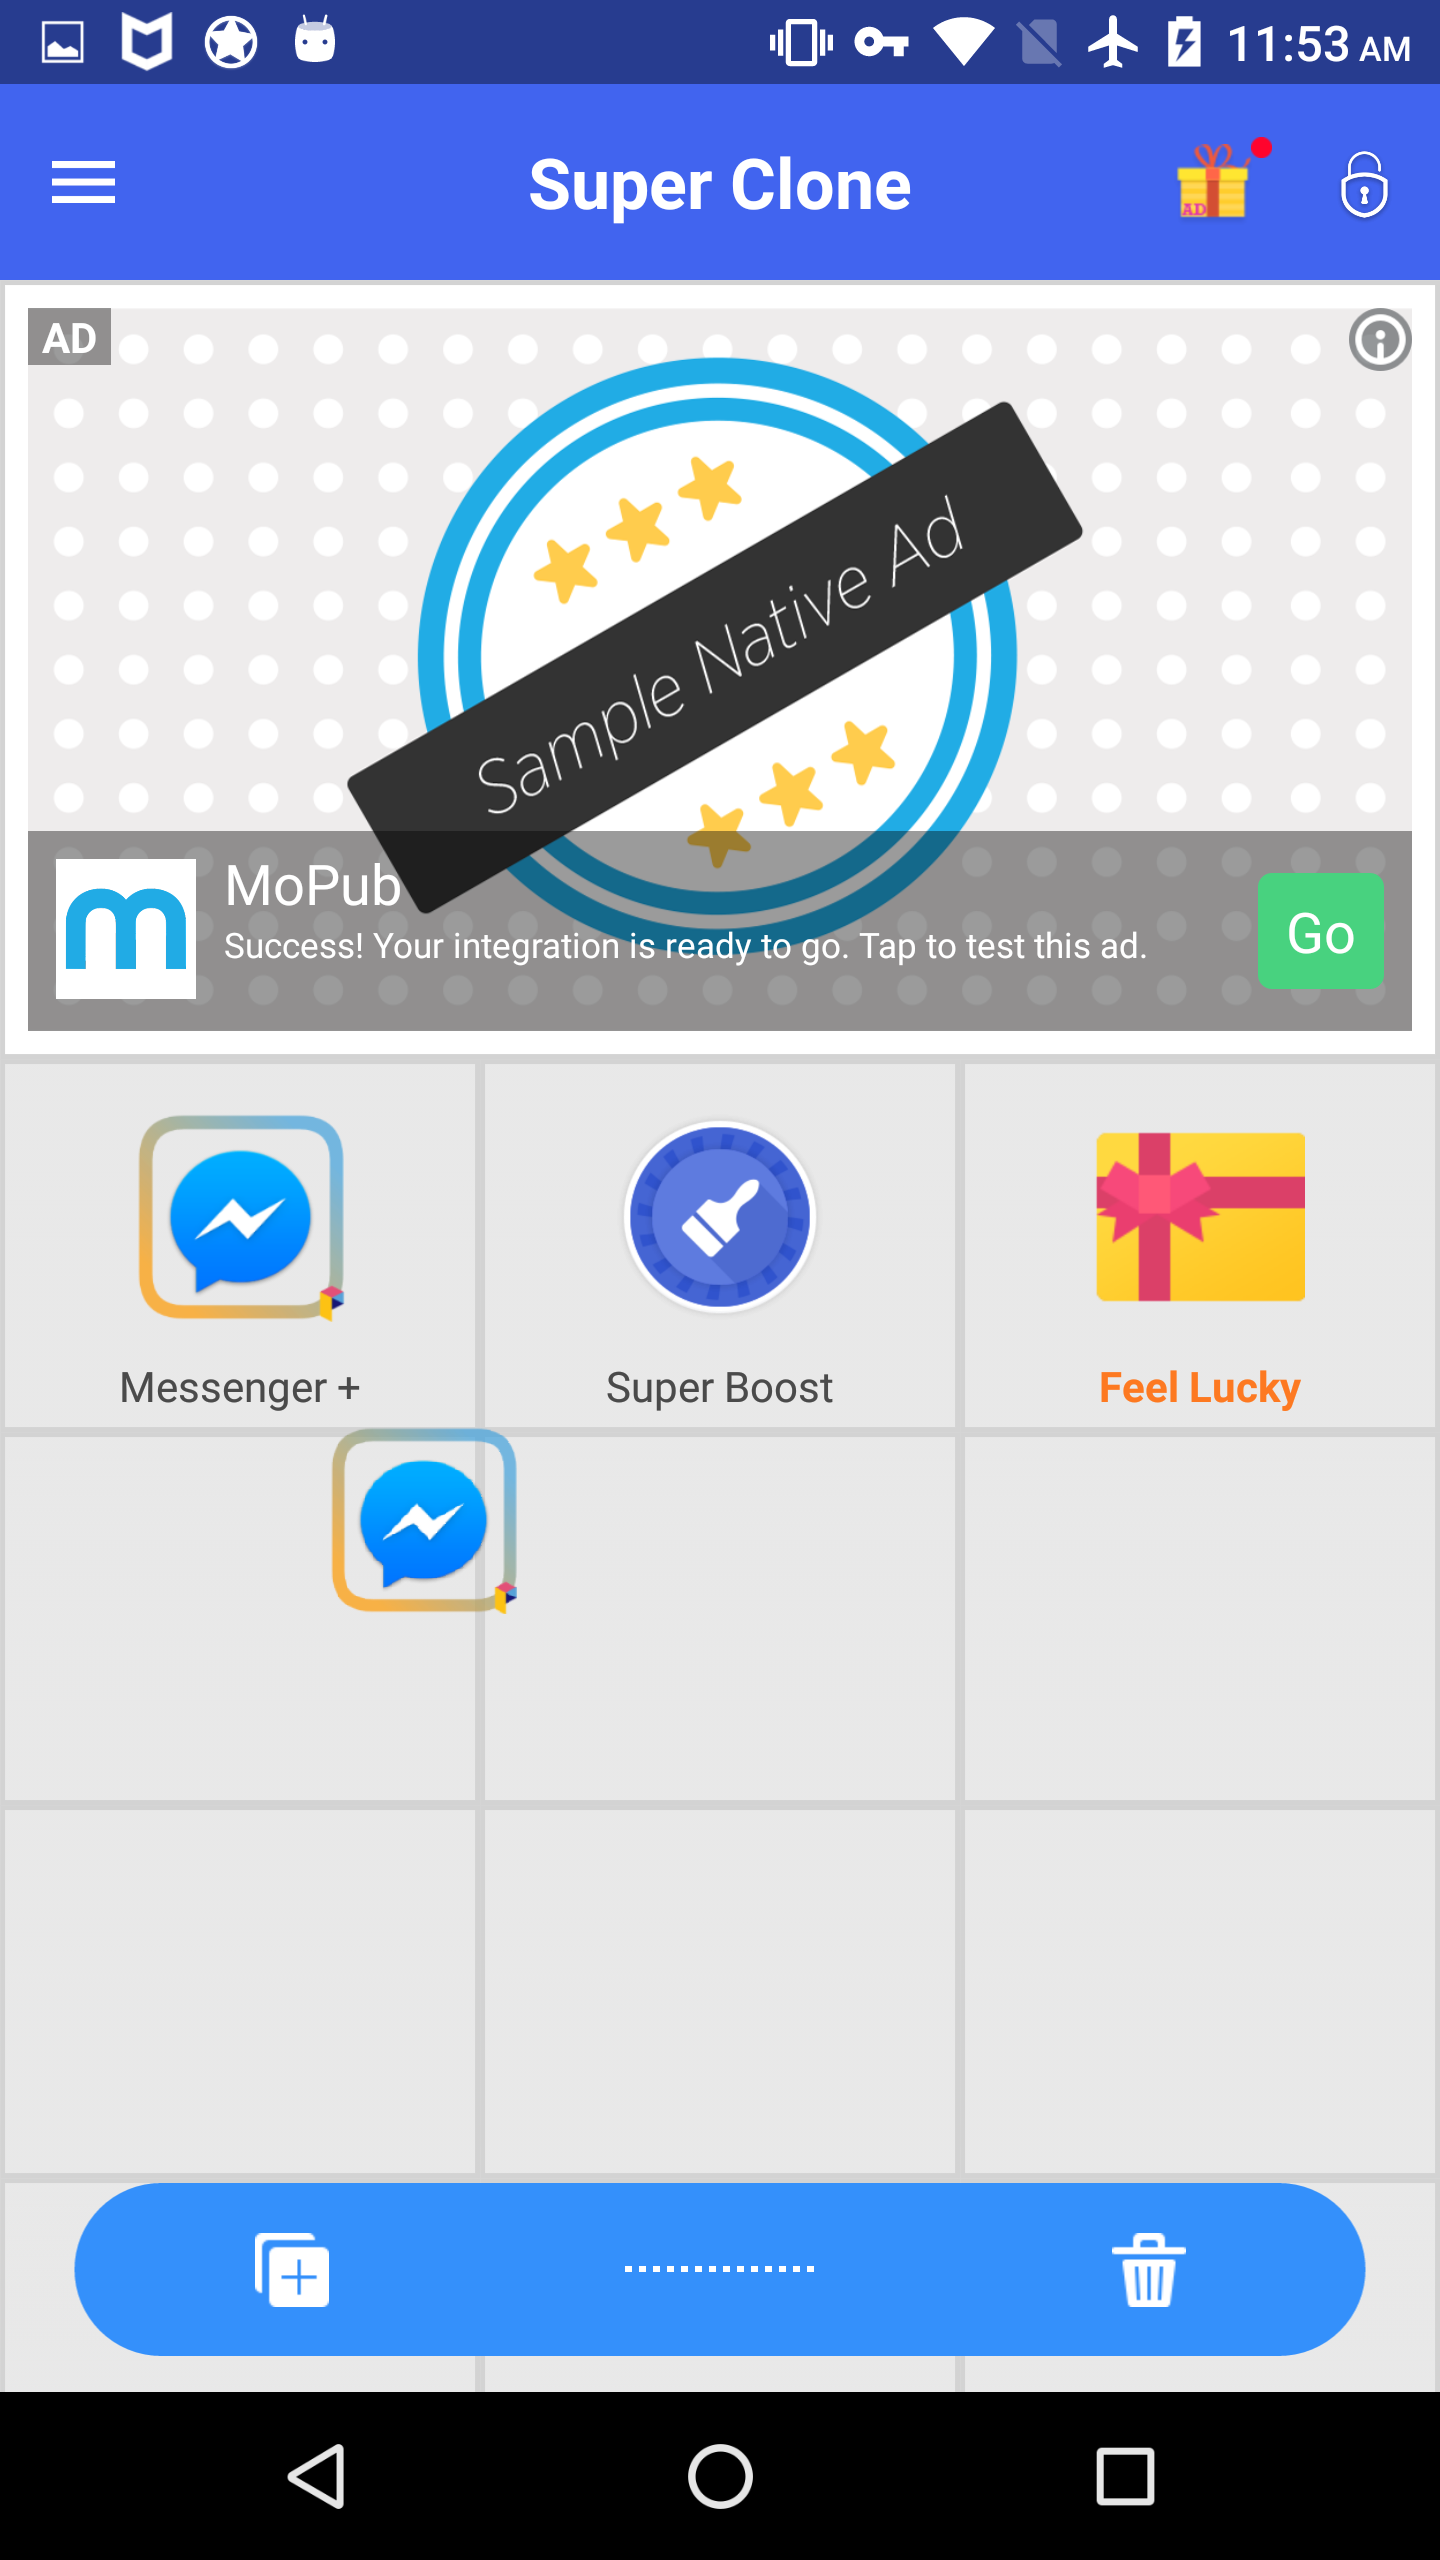 11:53 AM
Super Clone
AD
AD
Sample Native Ad
MoPub
Success! Your integration is ready to go. Tap to test this ad.
Go
Messenger +
Super Boost
Feel Lucky